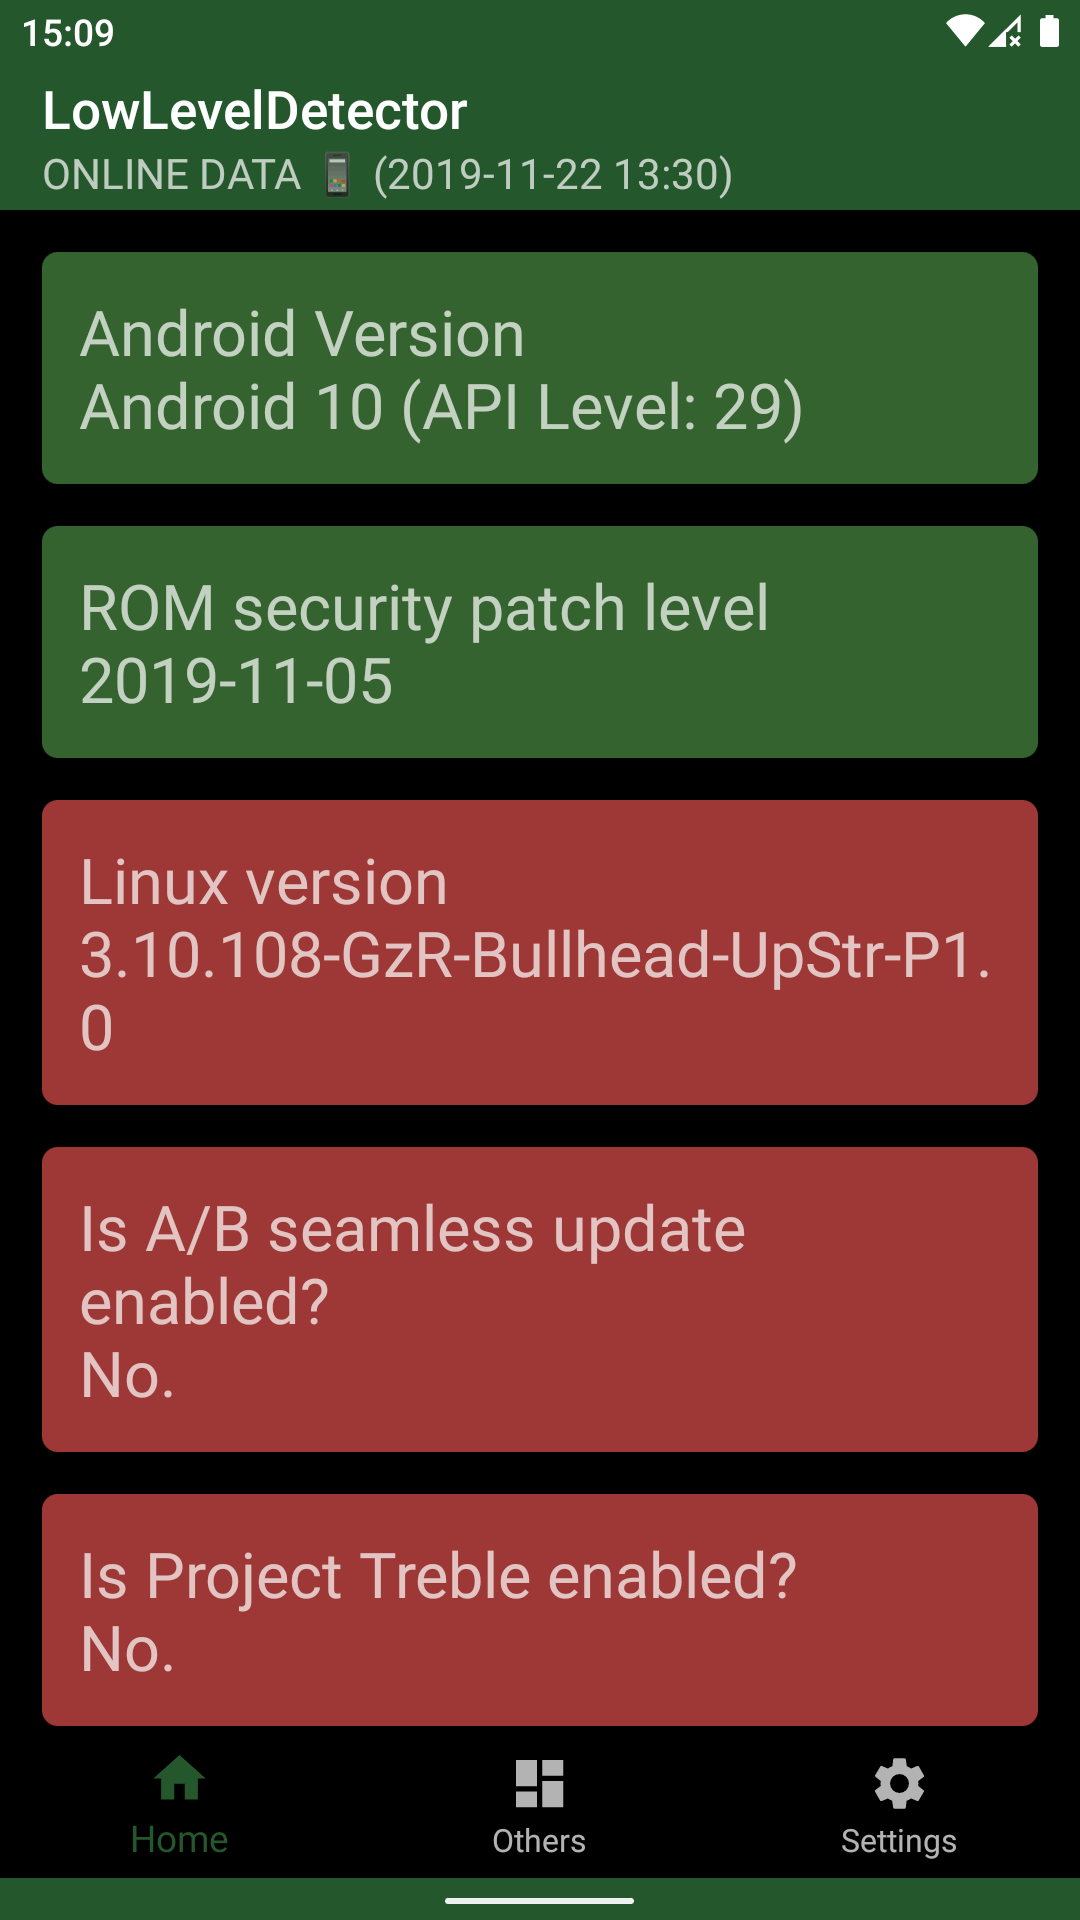 15:09
LowLevelDetector
ONLINE DATA 📱 (2019-11-22 13:30)
Android Version
Android 10 (API Level: 29)
ROM security patch level
2019-11-05
Linux version
3.10.108-GzR-Bullhead-UpStr-P1.
0
Is A/B seamless update
enabled?
No.
Is Project Treble enabled?
No.
Home
Others
Settings